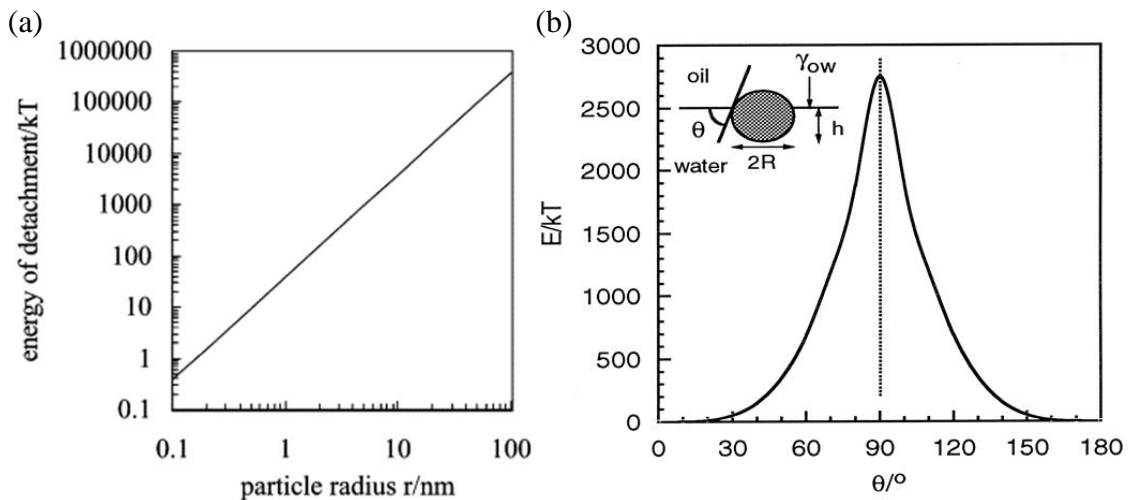 (a)
1000000
100000
10000
1000
100
10
1
0.1
energy of detachment/kT
0.1 1 10 100
particle radius r/nm
(b)
3000
2500
2000
1500
1000
500
0
E/kT
oil
γow
θ
h
water
2R
0 30 60 90 120 150 180
θ/º